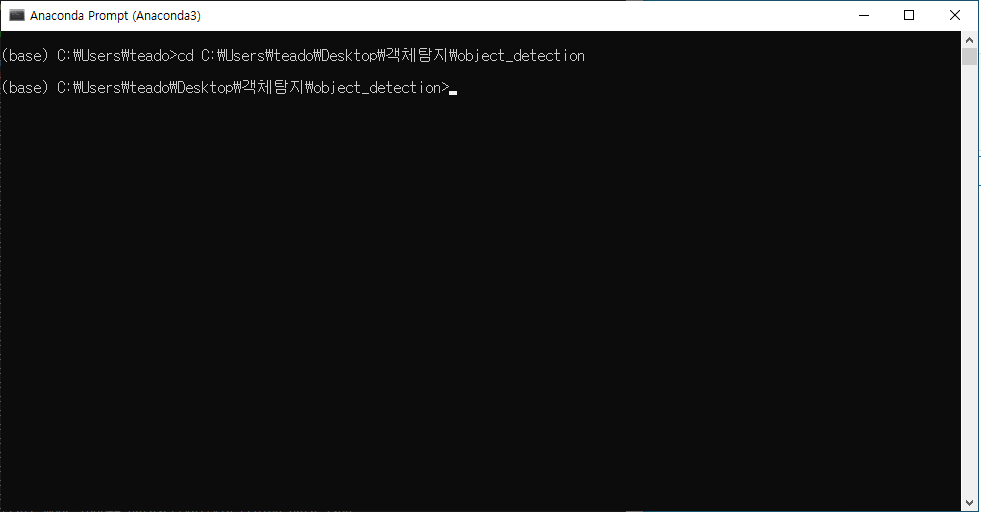 Anaconda Prompt (Anaconda3)
(base) C:₩Users₩teado>cd C:₩Users₩teado₩Desktop₩객체탐지₩object_detection
(base) C:₩Users₩teado₩Desktop₩객체탐지₩object_detection>